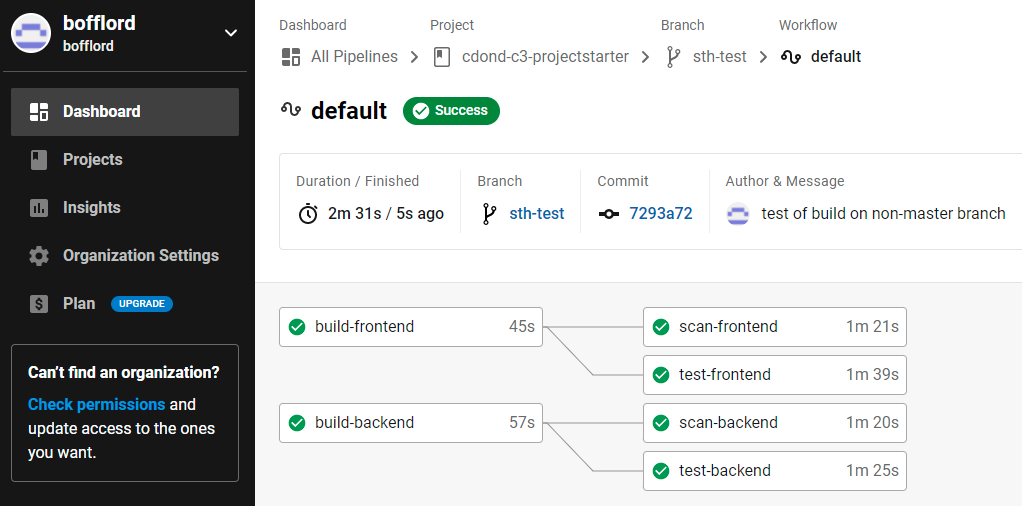 bofflord
bofflord
Dashboard
Projects
Insights
Organization Settings
Plan UPGRADE
Can't find an organization?
Check permissions and
update access to the ones
you want.
Dashboard Project Branch Workflow
All Pipelines cdond-c3-projectstarter sth-test default
default Success
Duration / Finished Branch Commit Author & Message
2m 31s / 5s ago sth-test 7293a72 test of build on non-master branch
build-frontend 45s scan-frontend 1m 21s
test-frontend 1m 39s
build-backend 57s scan-backend 1m 20s
test-backend 1m 25s